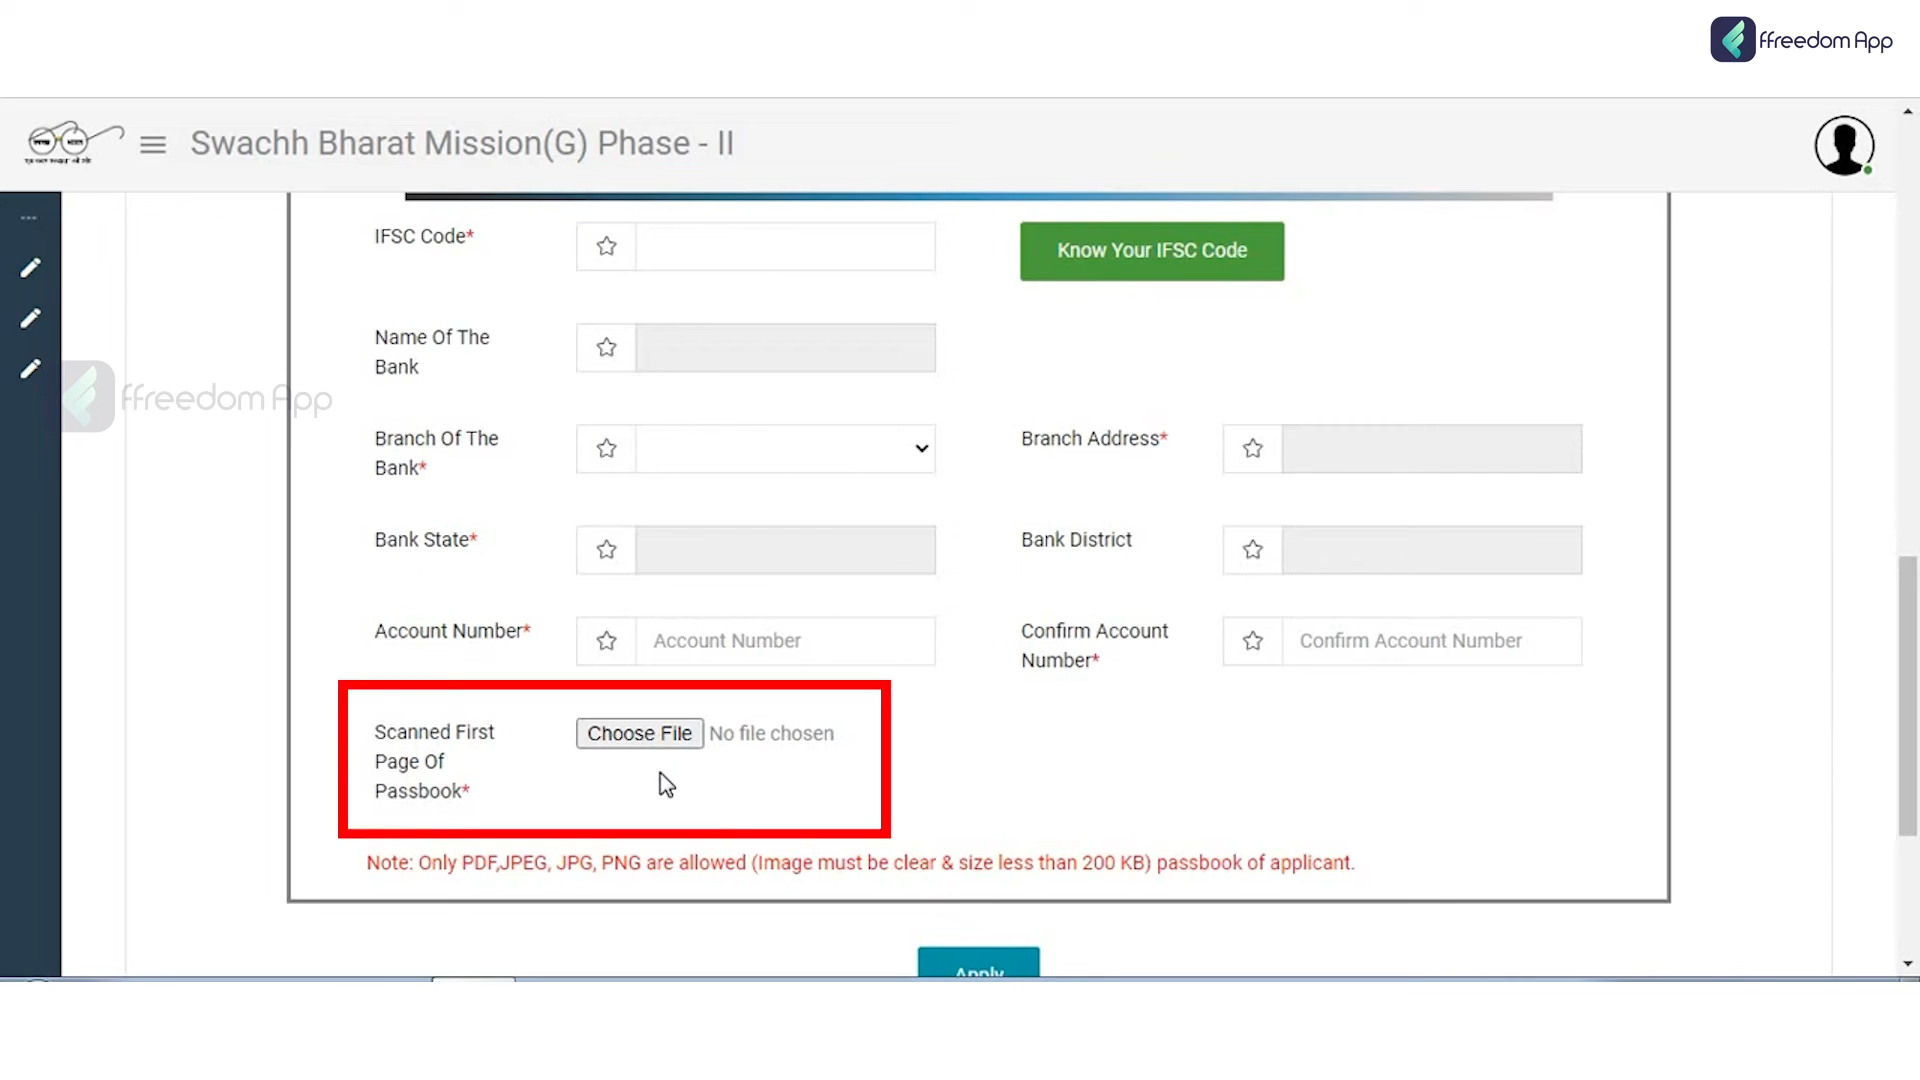 ffreedom App
Swachh Bharat Mission(G) Phase - II
IFSC Code*
Know Your IFSC Code
Name Of The
Bank
ffreedom App
Branch Of The
Bank*
Branch Address*
Bank State*
Bank District
Account Number*
Account Number
Confirm Account
Number*
Confirm Account Number
Scanned First
Page Of
Passbook*
Choose File No file chosen
Note: Only PDF,JPEG, JPG, PNG are allowed (Image must be clear & size less than 200 KB) passbook of applicant.
Apply